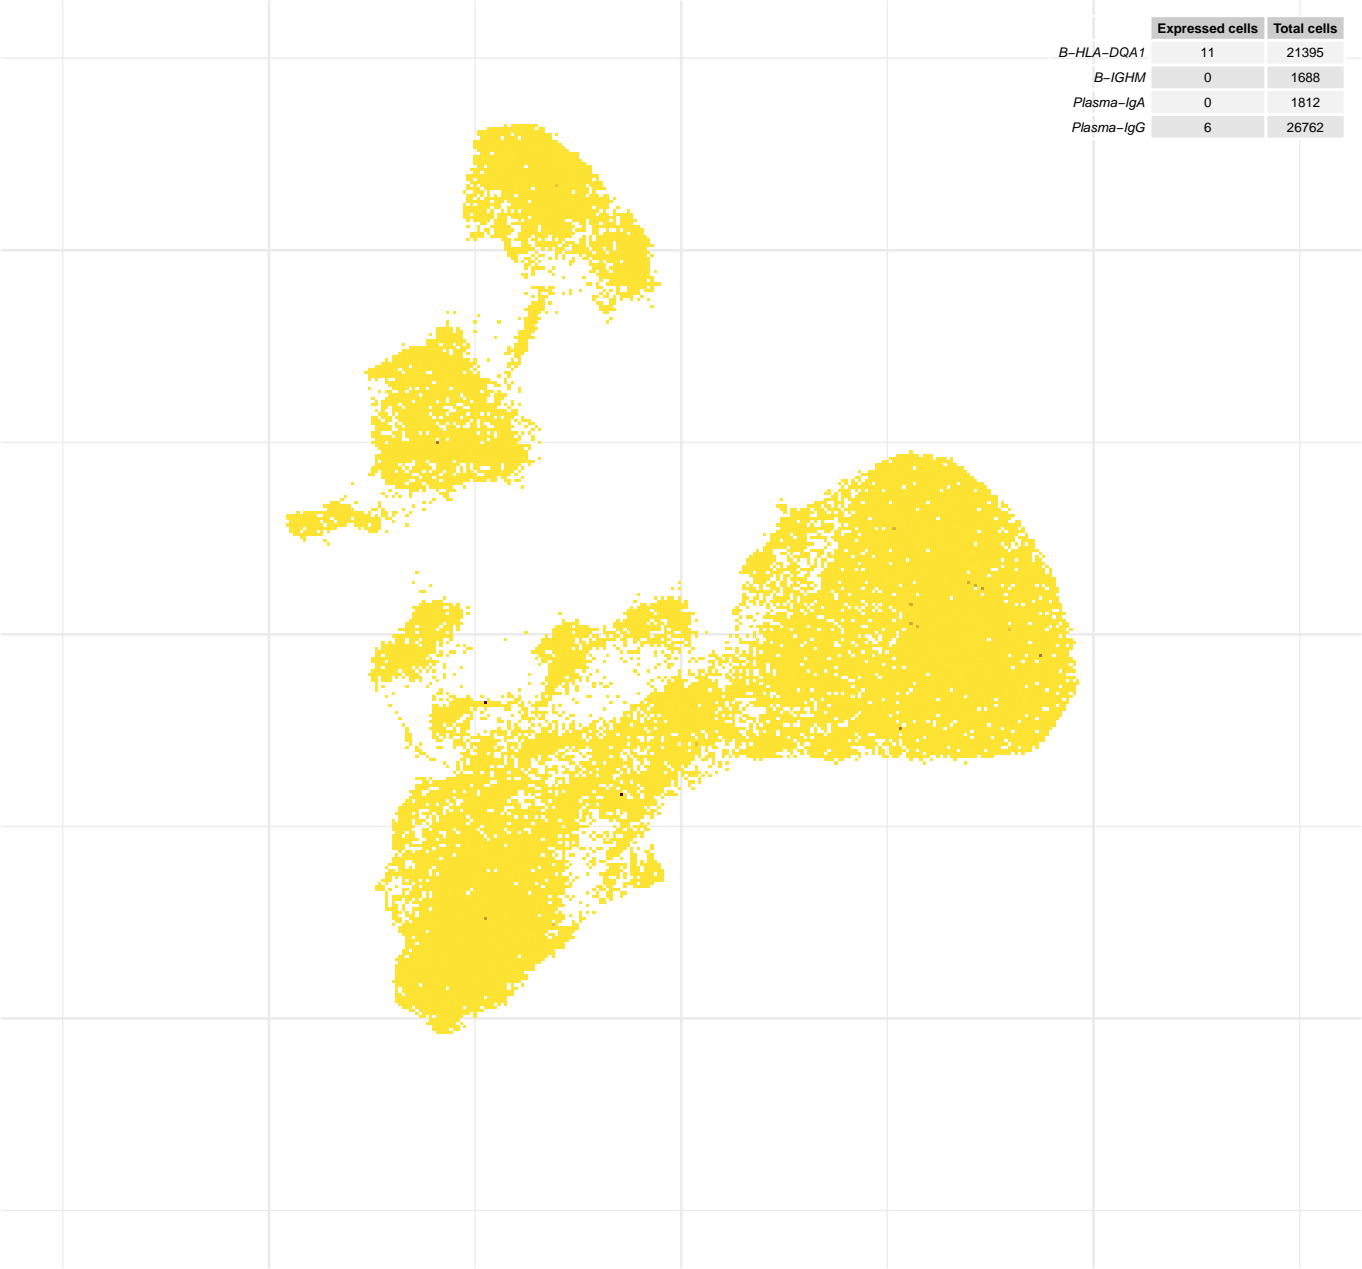 Expressed cells Total cells
B−HLA−DQA1 11 21395
B−IGHM 0 1688
Plasma−IgA 0 1812
Plasma−IgG 6 26762